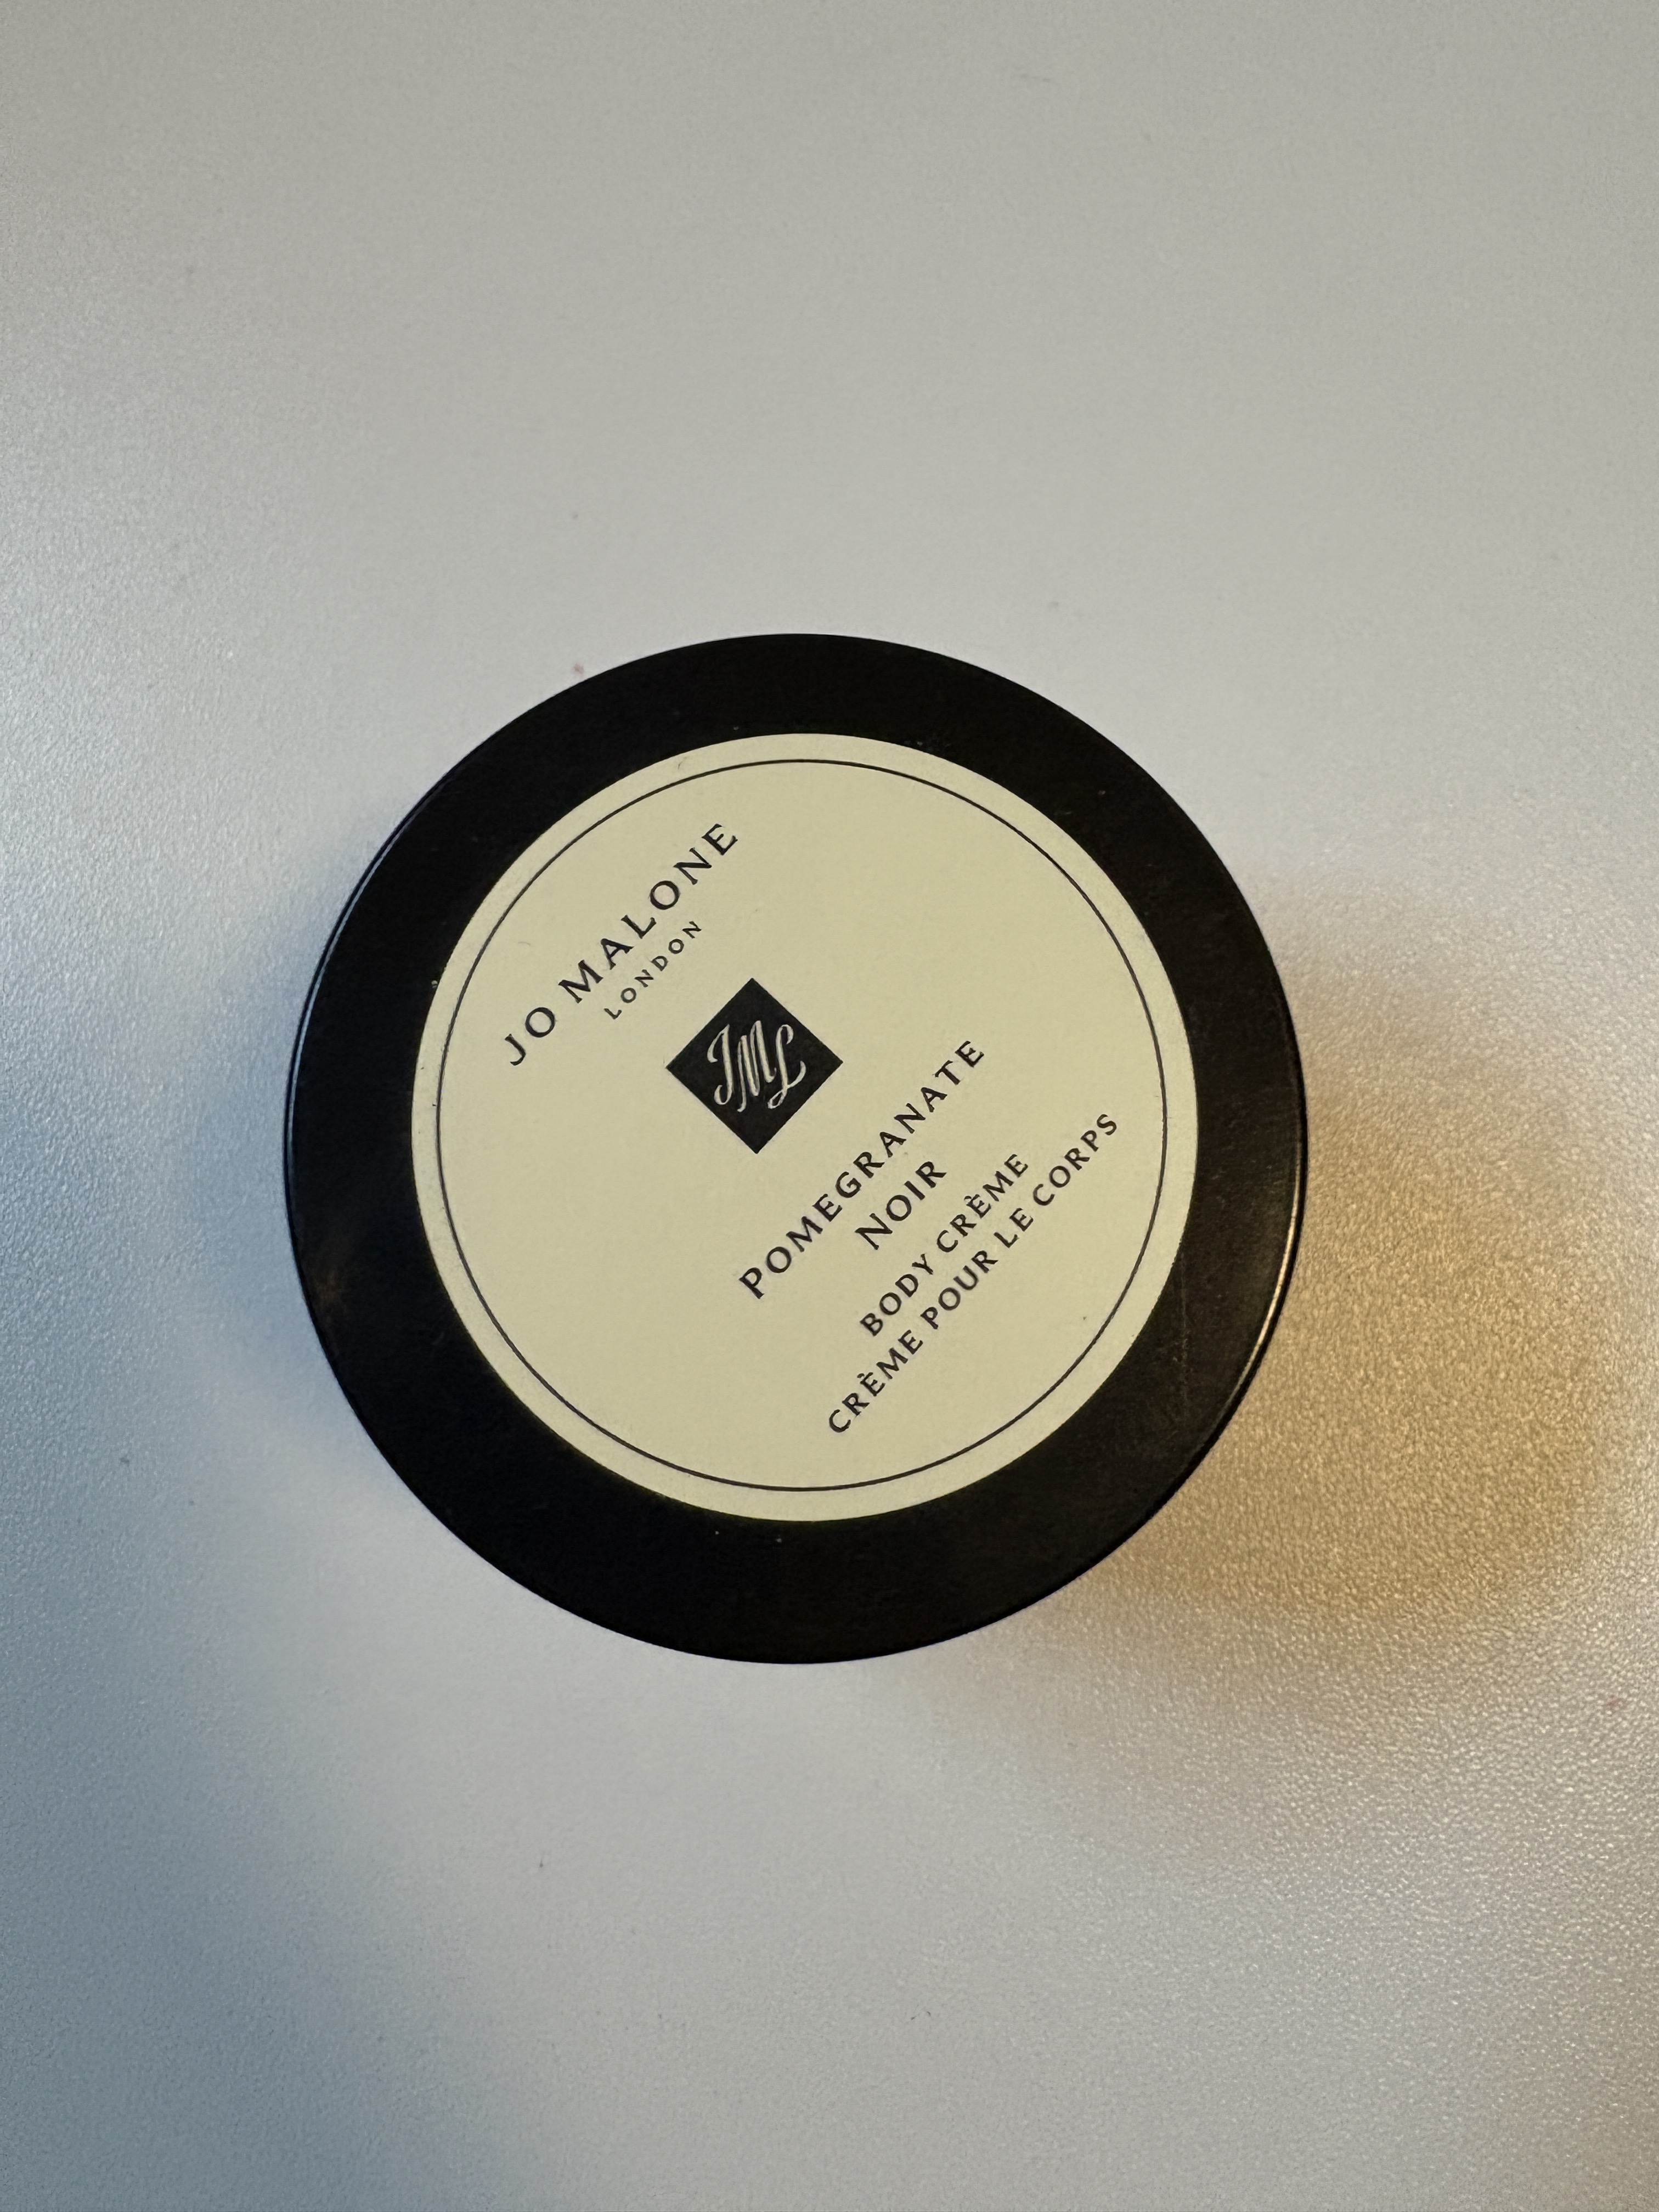 JO MALONE
LONDON
JML
POMEGRANATE
NOIR
BODY CRÈME
CRÈME POUR LE CORPS